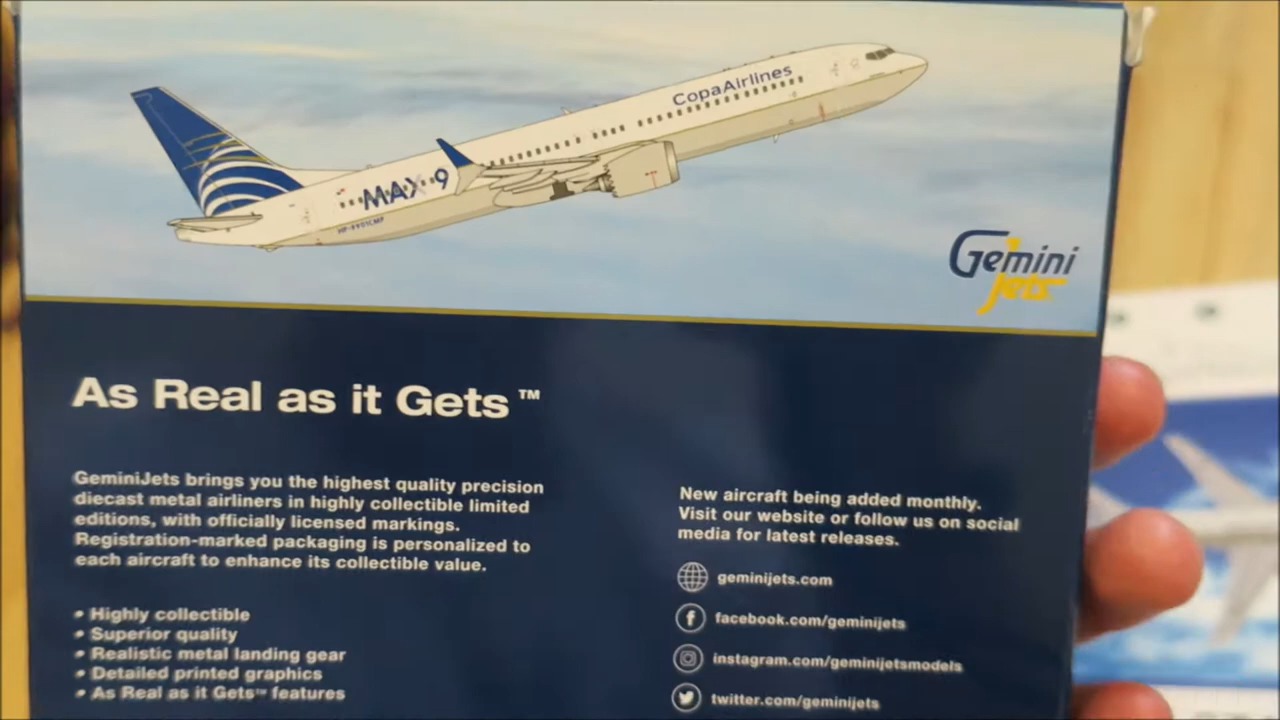 CopaAirlines
MAX 9
HP-9901CMP
Gemini
Jets
As Real as it Gets™
GeminiJets brings you the highest quality precision
diecast metal airliners in highly collectible limited
editions, with officially licensed markings.
Registration-marked packaging is personalized to
each aircraft to enhance its collectible value.
• Highly collectible
• Superior quality
• Realistic metal landing gear
• Detailed printed graphics
• As Real as it Gets™ features
New aircraft being added monthly.
Visit our website or follow us on social
media for latest releases.
geminijets.com
facebook.com/geminijets
instagram.com/geminijetsmodels
twitter.com/geminijets